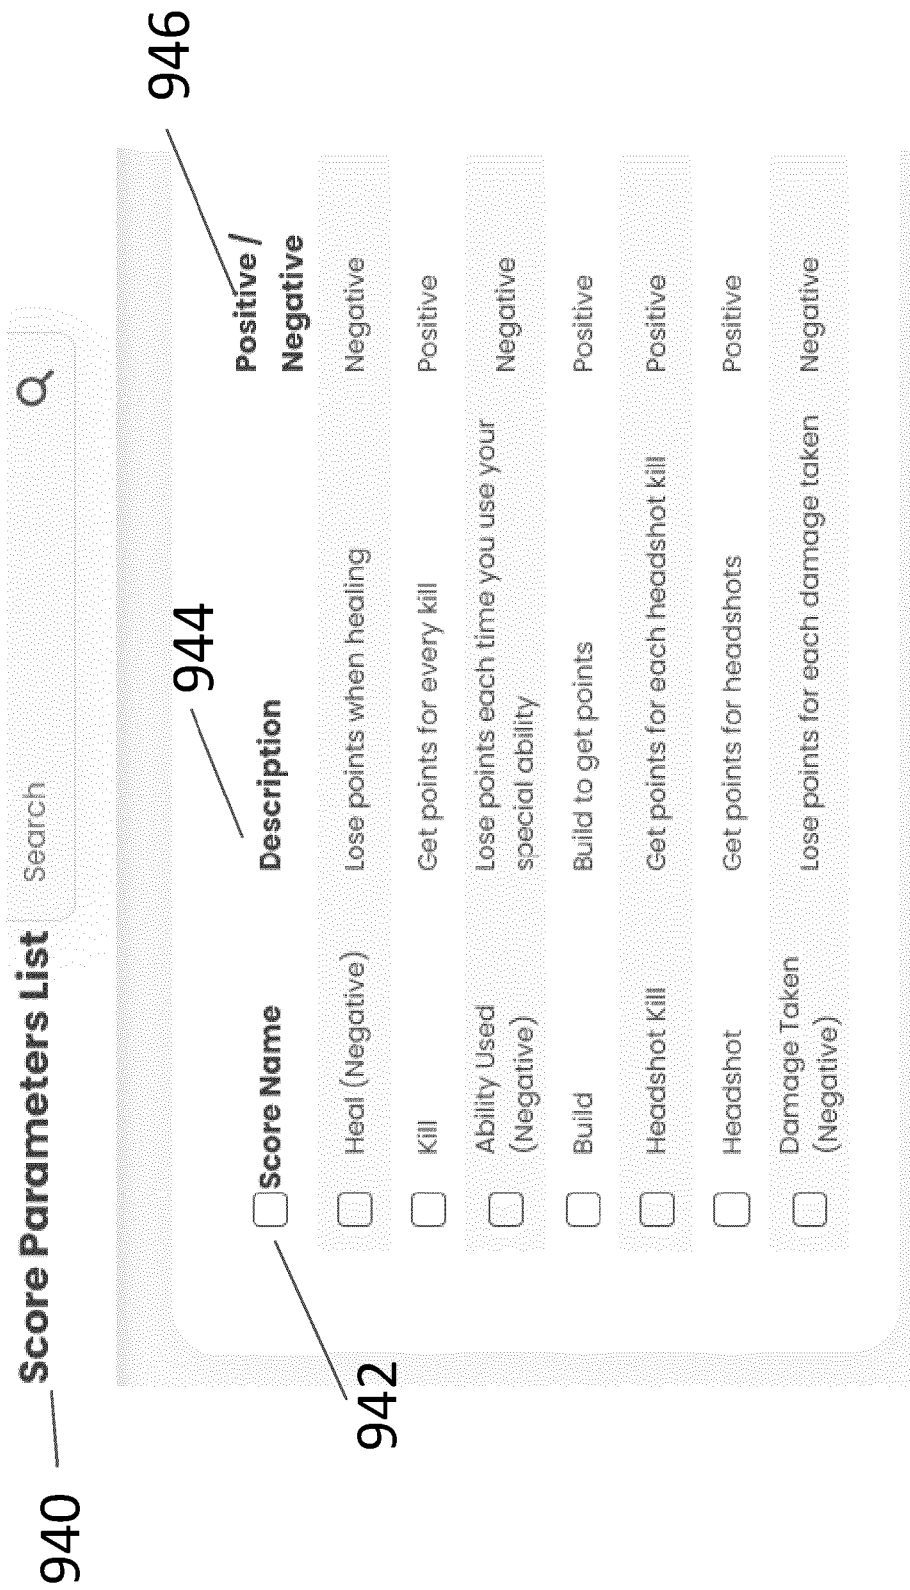 940
Score Parameters List
Search
942
944
946
Score Name
Description
Positive /
Negative
Heal (Negative)
Lose points when healing
Negative
Kill
Get points for every kill
Positive
Ability Used
(Negative)
Lose points each time you use your
special ability
Negative
Build
Build to get points
Positive
Headshot Kill
Get points for each headshot kill
Positive
Headshot
Get points for headshots
Positive
Damage Taken
(Negative)
Lose points for each damage taken
Negative